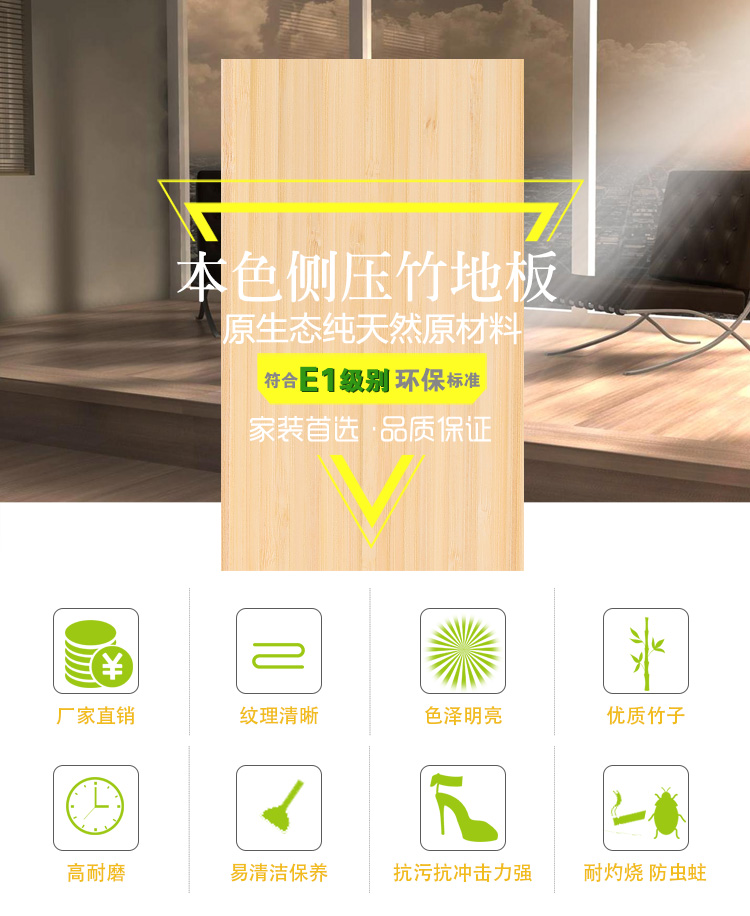 本色侧压竹地板
原生态纯天然原材料
符合E1级别 环保标准
家装首选·品质保证
¥
厂家直销 纹理清晰 色泽明亮 优质竹子
高耐磨 易清洁保养 抗污抗冲击力强 耐灼烧 防虫蛀